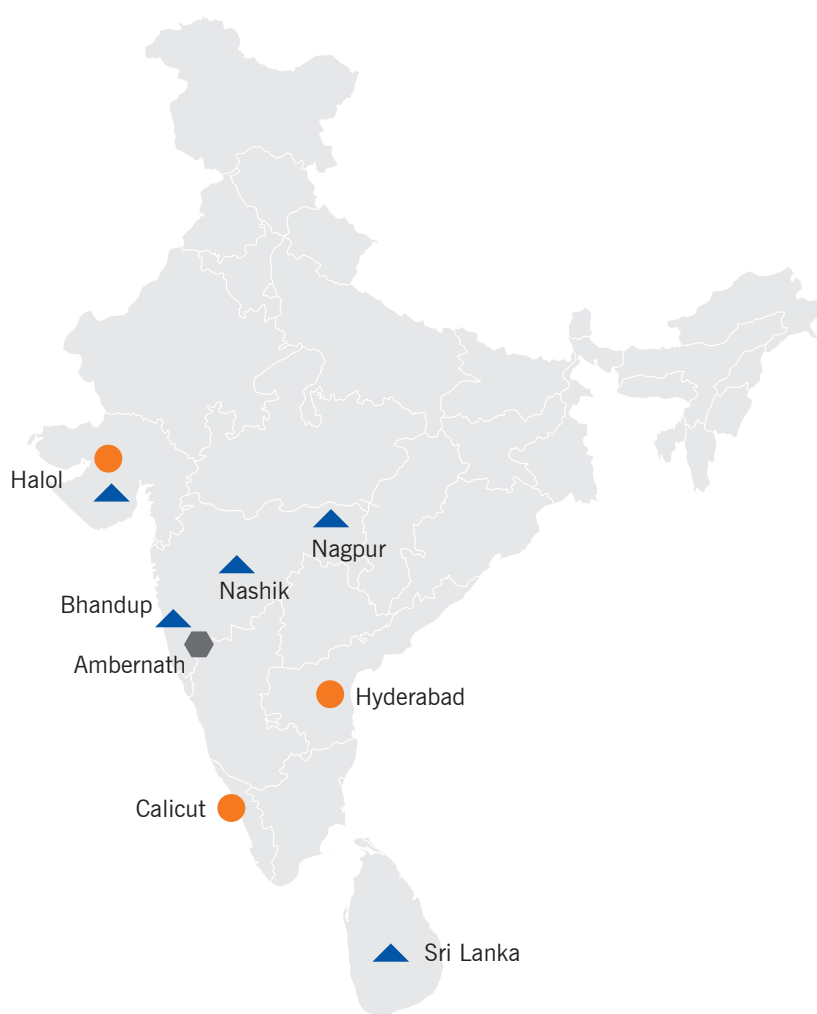 Halol
Nagpur
Nashik
Bhandup
Ambernath
Hyderabad
Calicut
Sri Lanka